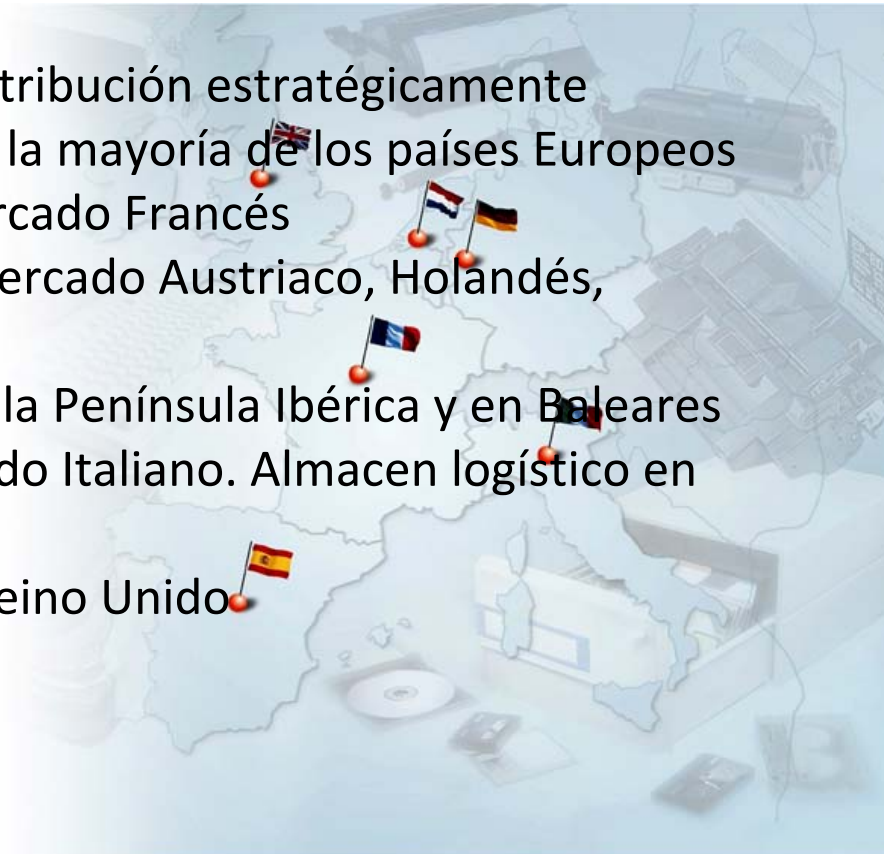 tribución estratégicamente
la mayoría de los países Europeos
rcado Francés
ercado Austriaco, Holandés,
la Península Ibérica y en Baleares
do Italiano. Almacen logístico en
eino Unido